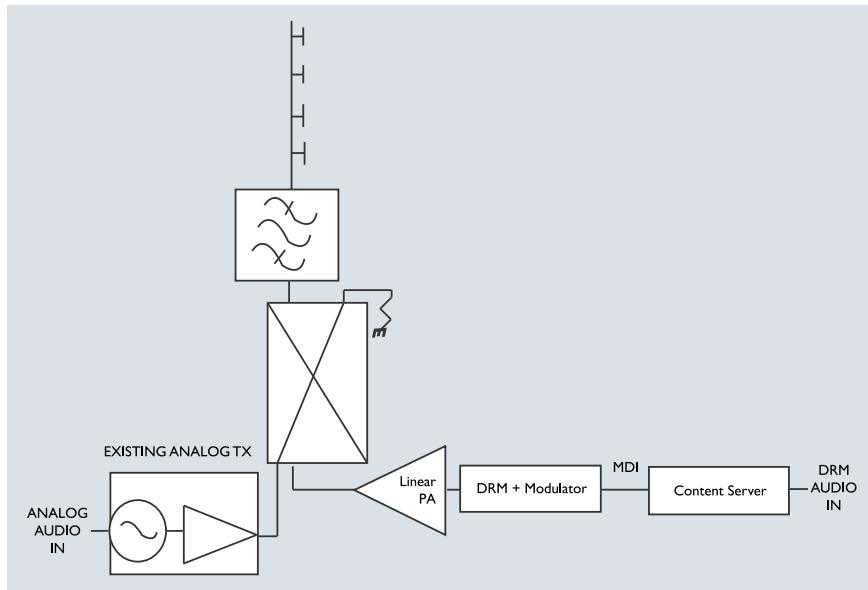 EXISTING ANALOG TX
ANALOG
AUDIO
IN
Linear
PA
DRM + Modulator
MDI
Content Server
DRM
AUDIO
IN